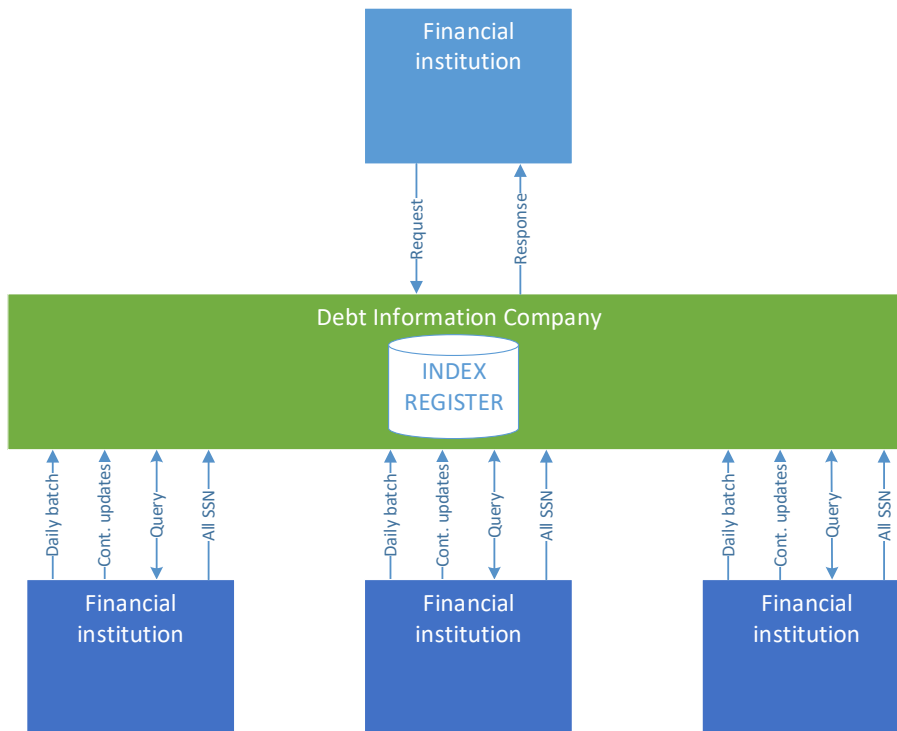 Financial
institution
Request
Response
Debt Information Company
INDEX
REGISTER
Daily batch
Cont. updates
Query
All SSN
Daily batch
Cont. updates
Query
All SSN
Daily batch
Cont. updates
Query
All SSN
Financial
institution
Financial
institution
Financial
institution